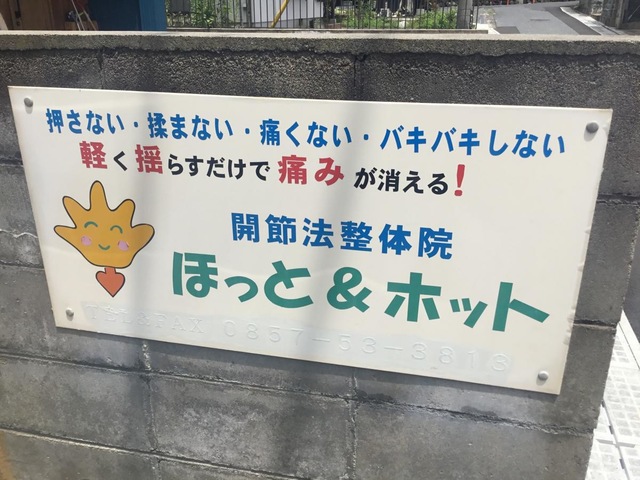 押さない・揉まない・痛くない・バキバキしない
軽く揺らすだけで痛みが消える!
開節法整体院
ほっと&ホット
TEL&FAX 0857-53-3813